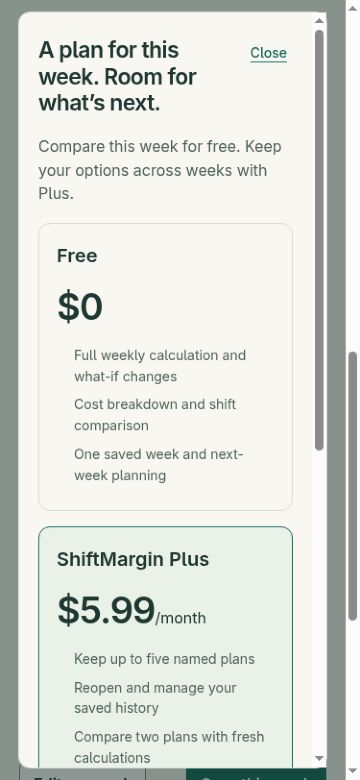 A plan for this
week. Room for
what’s next.
Close
Compare this week for free. Keep
your options across weeks with
Plus.
Free
$0
Full weekly calculation and
what-if changes
Cost breakdown and shift
comparison
One saved week and next-
week planning
ShiftMargin Plus
$5.99/month
Keep up to five named plans
Reopen and manage your
saved history
Compare two plans with fresh
calculations